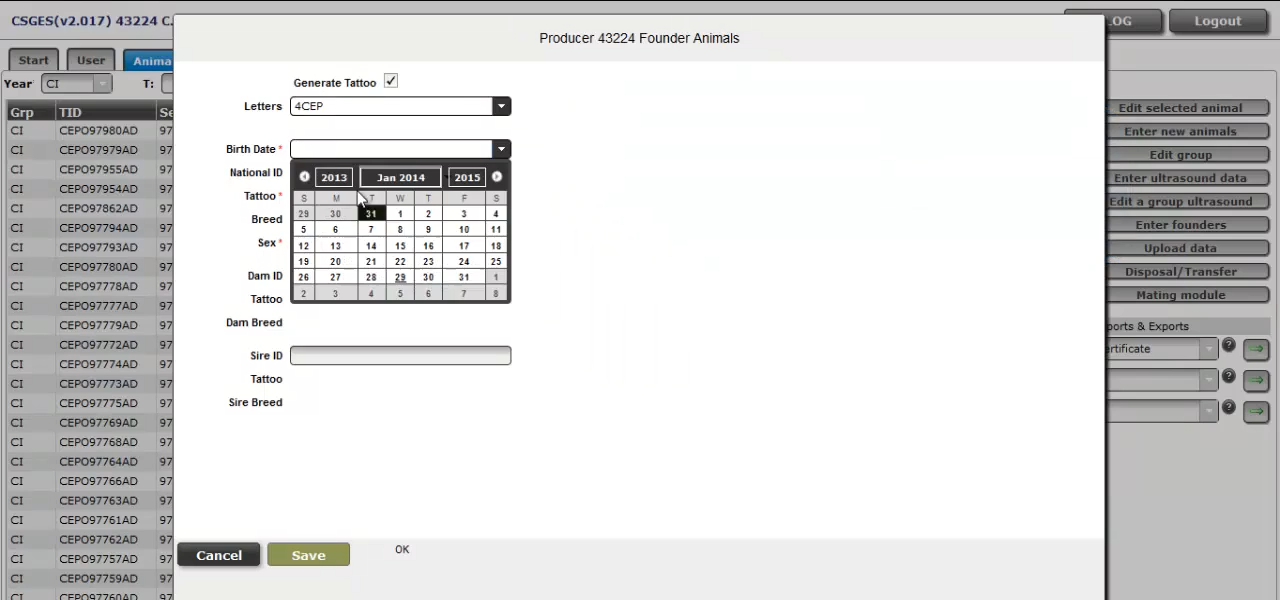 CSGES(v2.017) 43224 C.
LOG
Logout
Start
User
Anima
Year
CI
T:
Grp
TID
Se
CI CEPO97980AD 97
CI CEPO97979AD 97
CI CEPO97955AD 97
CI CEPO97954AD 97
CI CEPO97862AD 97
CI CEPO97794AD 97
CI CEPO97793AD 97
CI CEPO97780AD 97
CI CEPO97778AD 97
CI CEPO97777AD 97
CI CEPO97779AD 97
CI CEPO97772AD 97
CI CEPO97774AD 97
CI CEPO97773AD 97
CI CEPO97775AD 97
CI CEPO97769AD 97
CI CEPO97768AD 97
CI CEPO97764AD 97
CI CEPO97766AD 97
CI CEPO97763AD 97
CI CEPO97761AD 97
CI CEPO97762AD 97
CI CEPO97757AD 97
CI CEPO97759AD 97
CI CEPO97760AD 97
Producer 43224 Founder Animals
Generate Tattoo
Letters 4CEP
Birth Date *
National ID
Tattoo *
Breed
Sex *
Dam ID
Tattoo
Dam Breed
Sire ID
Tattoo
Sire Breed
2013 Jan 2014 2015
S M T W T F S
29 30 31 1 2 3 4
5 6 7 8 9 10 11
12 13 14 15 16 17 18
19 20 21 22 23 24 25
26 27 28 29 30 31 1
2 3 4 5 6 7 8
Cancel
Save
OK
Edit selected animal
Enter new animals
Edit group
Enter ultrasound data
Edit a group ultrasound
Enter founders
Upload data
Disposal/Transfer
Mating module
ports & Exports
ertificate